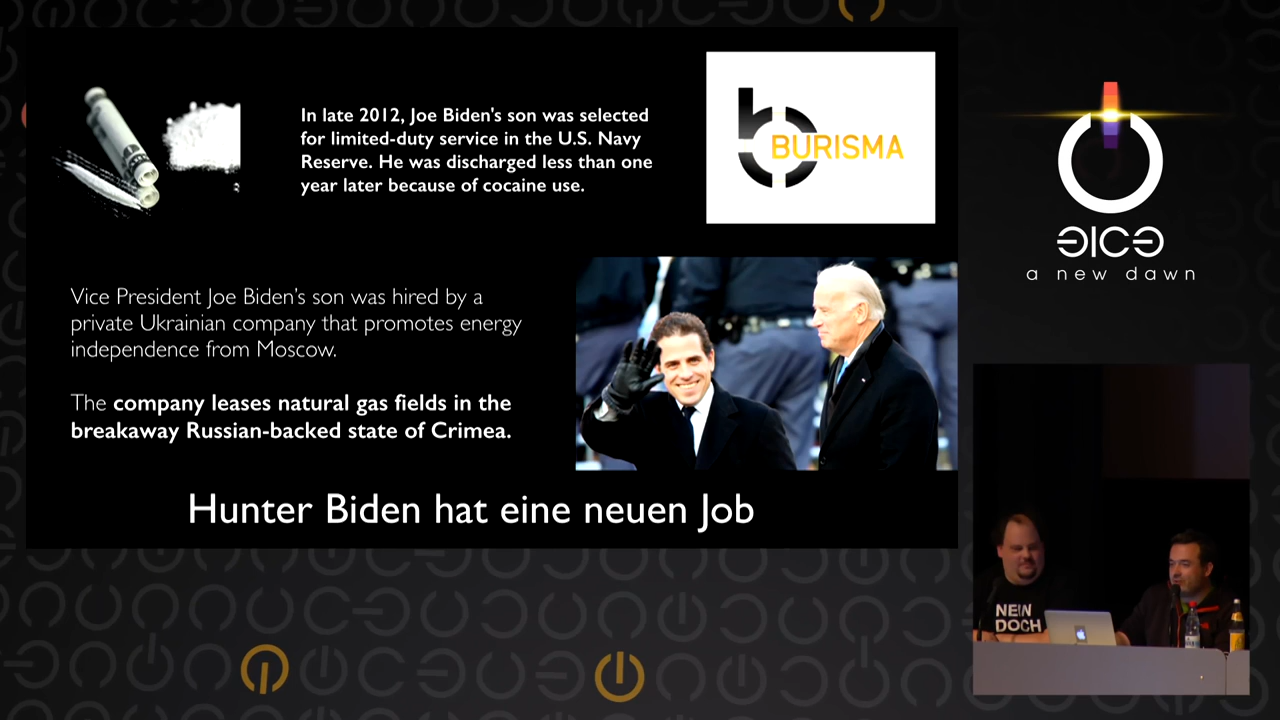 In late 2012, Joe Biden's son was selected
for limited-duty service in the U.S. Navy
Reserve. He was discharged less than one
year later because of cocaine use.
BURISMA
Vice President Joe Biden's son was hired by a
private Ukrainian company that promotes energy
independence from Moscow.
The company leases natural gas fields in the
breakaway Russian-backed state of Crimea.
Hunter Biden hat eine neuen Job
31C3
a new dawn
NEIN
DOCH